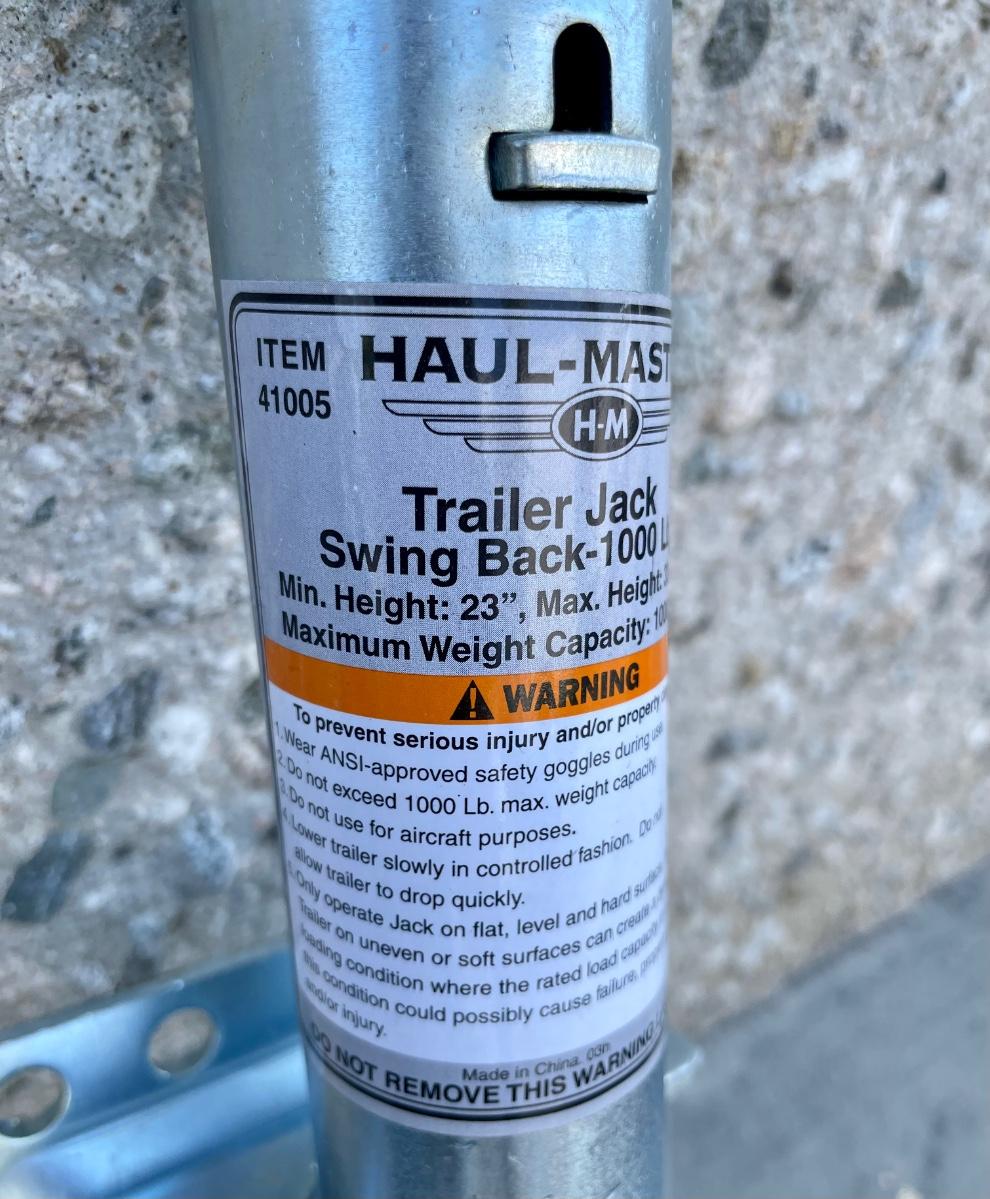 ITEM
41005
HAUL-MAST
H-M
Trailer Jack
Swing Back-1000 L
Min. Height: 23”, Max. Height:
Maximum Weight Capacity: 100
WARNING
To prevent serious injury and/or property
1.Wear ANSI-approved safety goggles during use
2.Do not exceed 1000 Lb. max. weight capacity.
3.Do not use for aircraft purposes.
4.Lower trailer slowly in controlled fashion. Do
allow trailer to drop quickly.
5.Only operate Jack on flat, level and hard
Trailer on uneven or soft surfaces can create
loading condition where the rated load capacity
this condition could possibly cause failure,
and/or injury.
Made in China. 03n
DO NOT REMOVE THIS WARNING